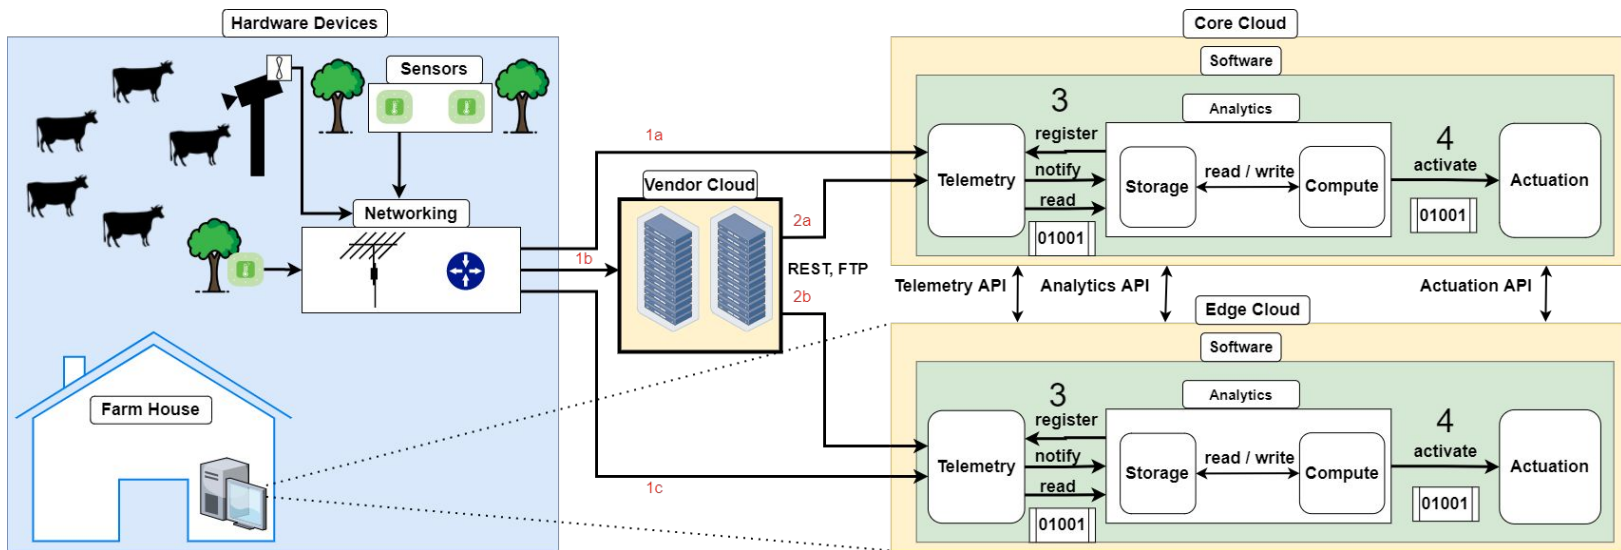 Hardware Devices
Sensors
Networking
Farm House
1a
1b
1c
Vendor Cloud
2a
REST, FTP
2b
Core Cloud
Software
3
register
notify
read
01001
Telemetry
Analytics
Storage
read / write
Compute
4
activate
01001
Actuation
Telemetry API
Analytics API
Actuation API
Edge Cloud
Software
3
register
notify
read
01001
Telemetry
Analytics
Storage
read / write
Compute
4
activate
01001
Actuation